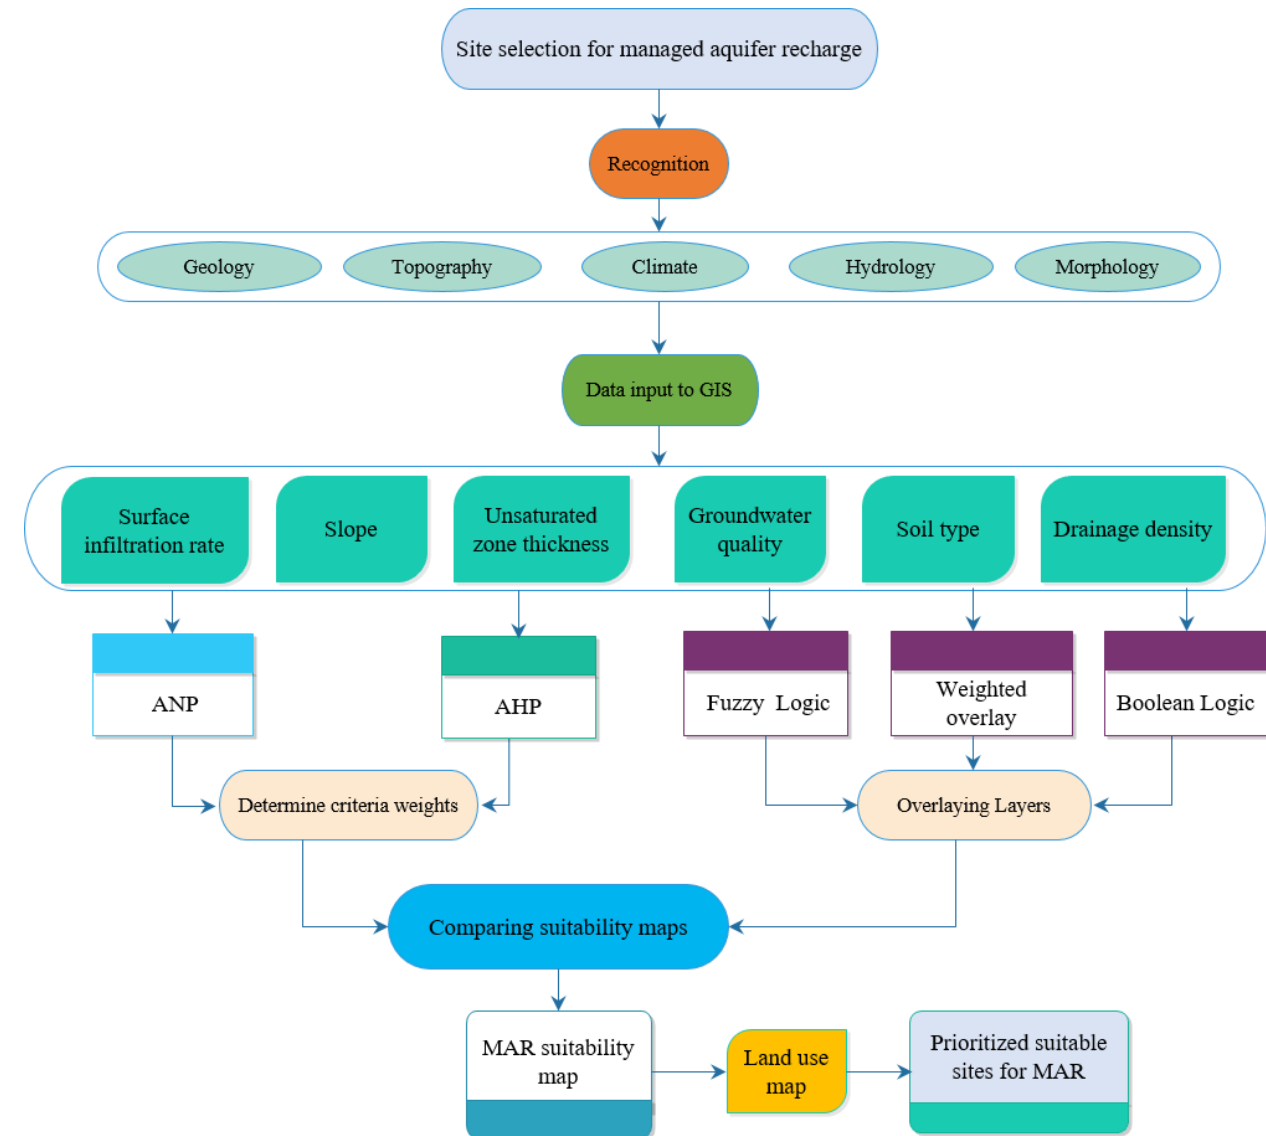 Site selection for managed aquifer recharge
Recognition
Geology
Topography
Climate
Hydrology
Morphology
Data input to GIS
Surface
infiltration rate
Slope
Unsaturated
zone thickness
Groundwater
quality
Soil type
Drainage density
ANP
AHP
Fuzzy Logic
Weighted
overlay
Boolean Logic
Determine criteria weights
Overlaying Layers
Comparing suitability maps
MAR suitability
map
Land use
map
Prioritized suitable
sites for MAR